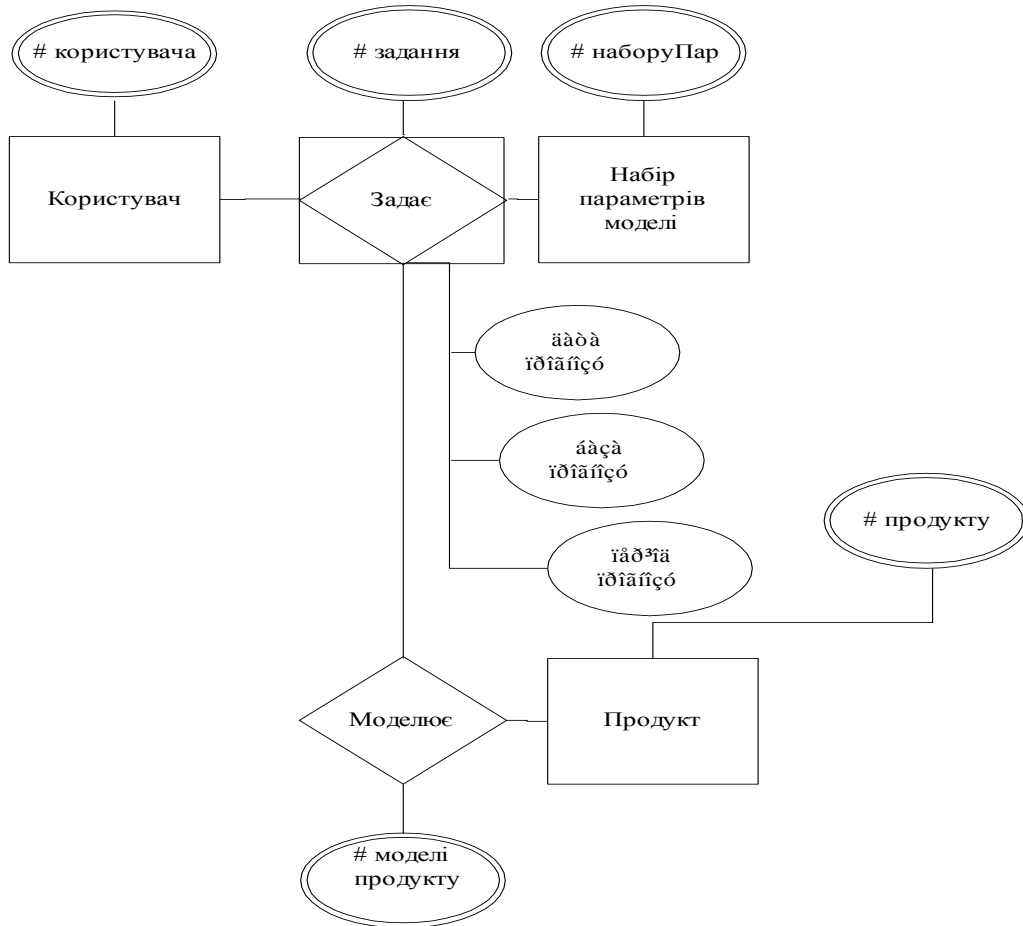 # користувача
# задання
# наборуПар
Користувач
Задає
Набір
параметрів
моделі
äàòà
ïðîãíîçó
áàçà
ïðîãíîçó
# продукту
ïåð³îä
ïðîãíîçó
Моделює
Продукт
# моделі
продукту